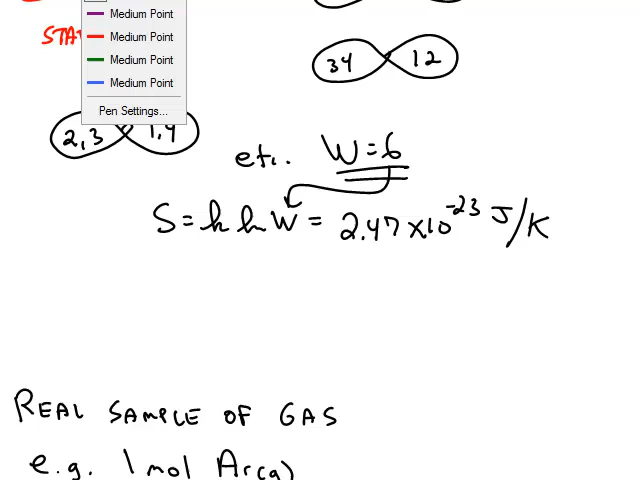 Medium Point
Medium Point
Medium Point
Medium Point
Pen Settings...
34 12
2,3 1,4
etc. W=6
S = k ln W = 2.47 × 10⁻²³ J/K
REAL SAMPLE OF GAS
e.g. 1 mol Ar(g)